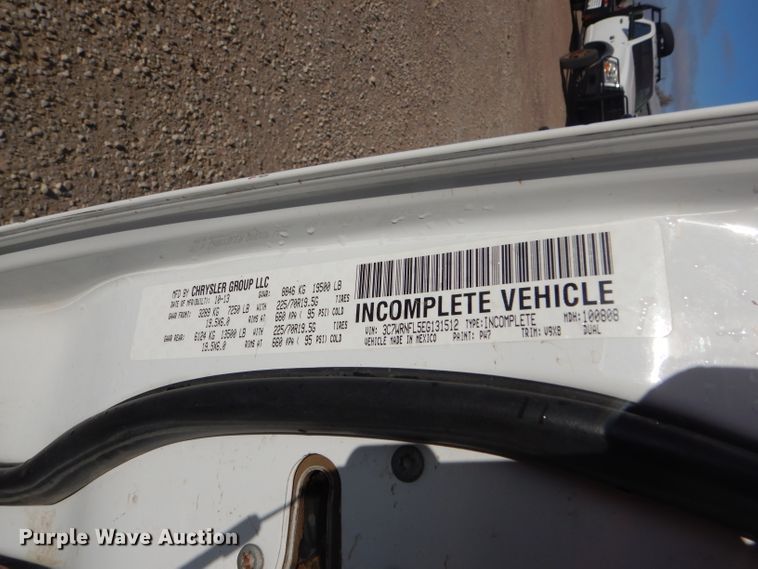 MFD BY CHRYSLER GROUP LLC
DATE OF MFR(BUILT): 10-13 GVWR: 8846 KG 19500 LB
3289 KG 7250 LB WITH 225/70R19.5G TIRES
19.5X6.0 RIMS AT 660 KPA ( 95 PSI) COLD
GAWR REAR: 6124 KG 13500 LB WITH 225/70R19.5G TIRES
19.5X6.0 RIMS AT 660 KPA ( 95 PSI) COLD
INCOMPLETE VEHICLE
VIN: 3C7WRNFL5EG131512 TYPE: INCOMPLETE MDH: 100808
VEHICLE MADE IN MEXICO PAINT: PW7 TRIM: V9X8 DUAL
Purple Wave Auction